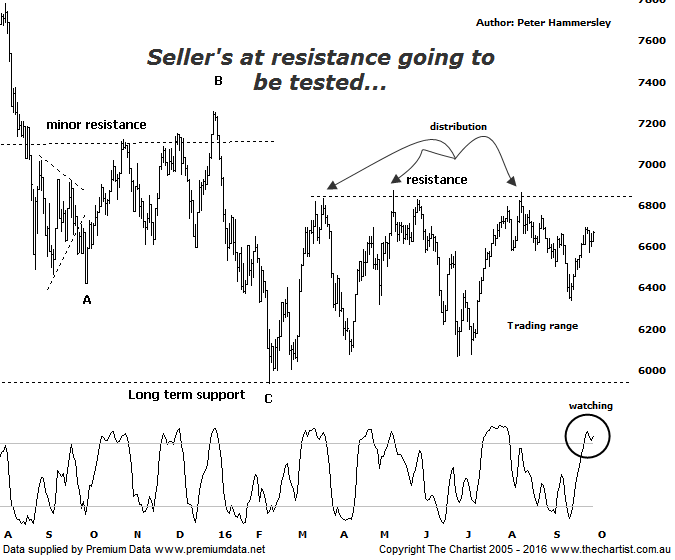 7800
Author: Peter Hammersley
7600
Seller's at resistance going to
be tested...
7400
B
7200
minor resistance
distribution
7000
resistance
6800
6600
6400
A
Trading range
6200
6000
Long term support
C
watching
A S O N D 16 F M A M J J A S O
Data supplied by Premium Data www.premiumdata.net
Copyright The Chartist 2005 - 2016 www.thechartist.com.au